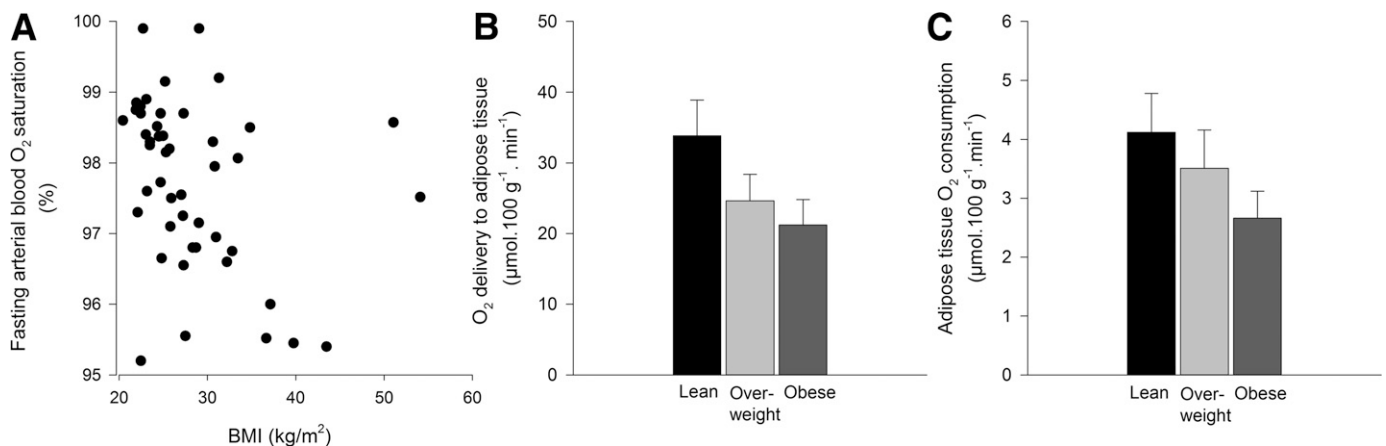 A
Fasting arterial blood O₂ saturation
(%)
100
99
98
97
96
95
20
30
40
50
60
BMI (kg/m²)
B
O₂ delivery to adipose tissue
(μmol.100 g⁻¹. min⁻¹)
50
40
30
20
10
0
Lean
Over-
weight
Obese
C
Adipose tissue O₂ consumption
(μmol.100 g⁻¹.min⁻¹)
6
5
4
3
2
1
0
Lean
Over-
weight
Obese